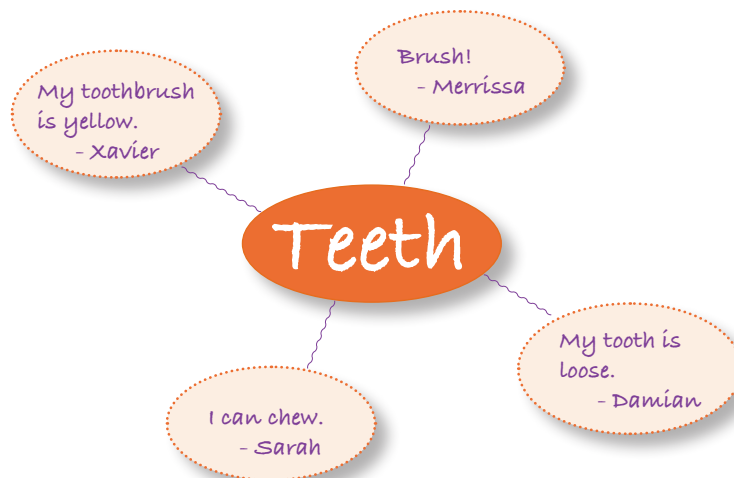 Brush!
- Merrissa
My toothbrush
is yellow.
- Xavier
Teeth
My tooth is
loose.
- Damian
I can chew.
- Sarah